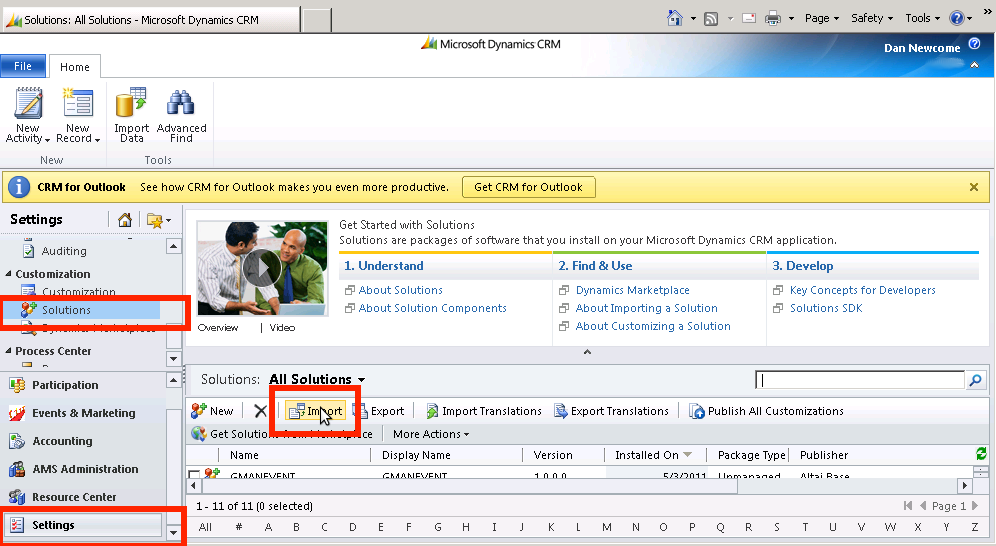 Solutions: All Solutions - Microsoft Dynamics CRM
Page Safety Tools
Microsoft Dynamics CRM
Dan Newcome
File Home
New Activity New Record Import Data Advanced Find
New Tools
CRM for Outlook See how CRM for Outlook makes you even more productive. Get CRM for Outlook
Settings
Auditing
Customization
Customization
Solutions
Dynamics Marketplace
Process Center
Participation
Events & Marketing
Accounting
AMS Administration
Resource Center
Settings
Get Started with Solutions
Solutions are packages of software that you install on your Microsoft Dynamics CRM application.
Overview | Video
1. Understand
About Solutions
About Solution Components
2. Find & Use
Dynamics Marketplace
About Importing a Solution
About Customizing a Solution
3. Develop
Key Concepts for Developers
Solutions SDK
Solutions: All Solutions
New Import Export Import Translations Export Translations Publish All Customizations
Get Solutions from Marketplace More Actions
Name Display Name Version Installed On Package Type Publisher
GMANEVENT GMANEVENT 1.0.0.0 5/3/2011 Unmanaged Altai Base
1 - 11 of 11 (0 selected) Page 1
All # A B C D E F G H I J K L M N O P Q R S T U V W X Y Z